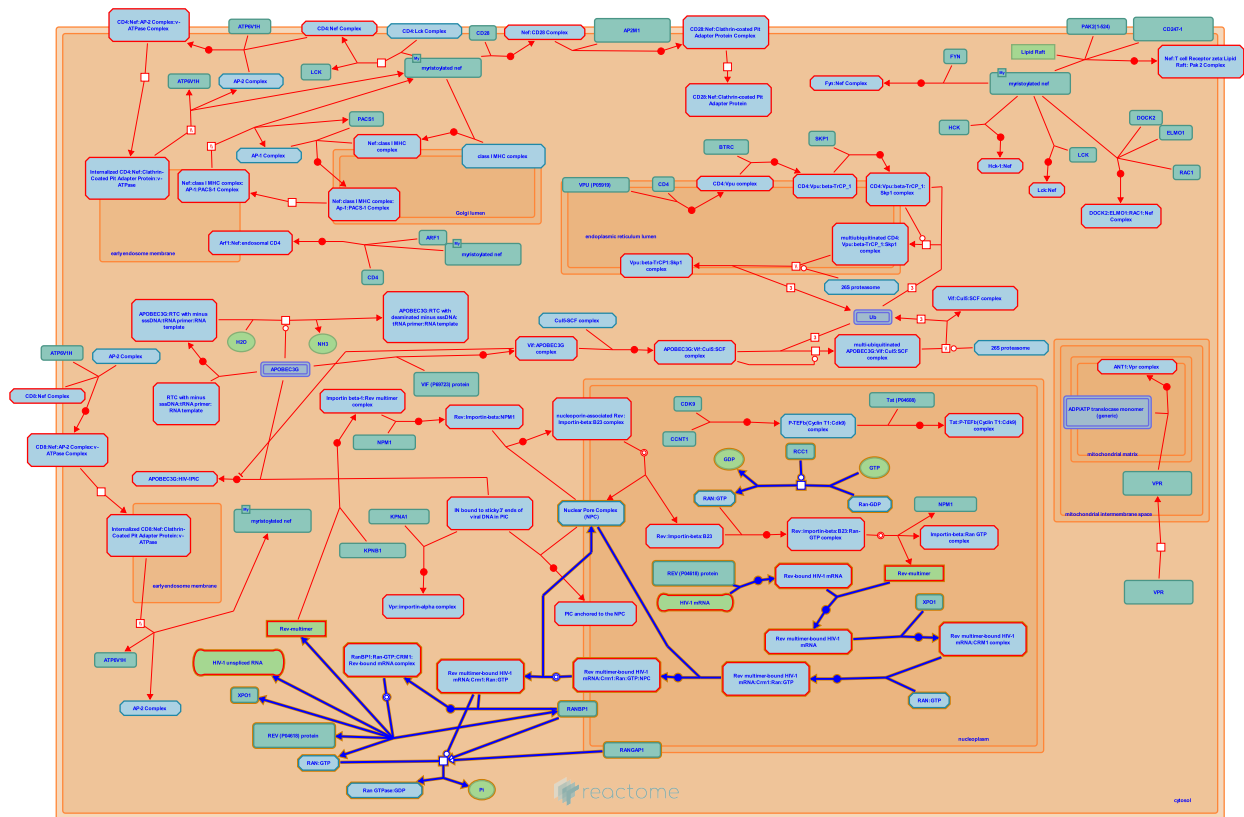 CD4:Nef:AP-2 Complex:v-
ATPase Complex
ATP6V1H
CD4:Nef Complex
CD4:Lck Complex
CD28
Nef:CD28 Complex
AP2M1
CD28:Nef:Clathrin-coated Pit
Adapter Protein Complex
PAK2(1-524)
CD247-1
LCK
ATP6V1H
AP-2 Complex
myristoylated nef
CD28:Nef:Clathrin-coated Pit
Adapter Protein
FYN
Lipid Raft
Nef:T cell Receptor zeta Lipid
Raft: Pak 2 Complex
Fyn:Nef Complex
myristoylated nef
PACS1
AP-1 Complex
Nef:class I MHC
complex
class I MHC complex
Internalized CD4:Nef:Clathrin-
Coated Pit Adapter Protein:v-
ATPase
Nef:class I MHC complex:
AP-1:PACS-1 Complex
Nef:class I MHC complex:
Ap-1:PACS-1 Complex
Golgi lumen
early endosome membrane
HCK
Hck-1:Nef
LCK
Lck:Nef
DOCK2
ELMO1
RAC1
DOCK2:ELMO1:RAC1:Nef
Complex
BTRC
SKP1
VPU (P05919)
CD4
CD4:Vpu complex
CD4:Vpu:beta-TrCP_1
CD4:Vpu:beta-TrCP_1:
Skp1 complex
endoplasmic reticulum lumen
multiubiquitinated CD4:
Vpu:beta-TrCP_1:Skp1
complex
Vpu:beta-TrCP1:Skp1
complex
26S proteasome
Arf1:Nef:endosomal CD4
ARF1
myristoylated nef
CD4
APOBEC3G:RTC with minus
sssDNA:tRNA primer:RNA
template
H2O
NH3
APOBEC3G:RTC with
deaminated minus sssDNA:
tRNA primer:RNA template
Cul5-SCF complex
Ub
Vif:Cul5:SCF complex
ATP6V1H
AP-2 Complex
APOBEC3G
Vif:APOBEC3G
complex
APOBEC3G:Vif:Cul5:SCF
complex
multi-ubiquitinated
APOBEC3G:Vif:Cul5:SCF
complex
26S proteasome
CD8:Nef Complex
RTC with minus
sssDNA:tRNA primer:
RNA template
VIF (P69723) protein
Importin beta-1:Rev multimer
complex
NPM1
Rev:Importin-beta:NPM1
nucleoporin-associated Rev:
Importin-beta:B23 complex
CDK9
CCNT1
P-TEFb(Cyclin T1:Cdk9)
complex
Tat (P04608)
Tat:P-TEFb(Cyclin T1:Cdk9)
complex
ANT1:Vpr complex
ADP/ATP translocase monomer
(generic)
mitochondrial matrix
CD8:Nef:AP-2 Complex:v-
ATPase Complex
APOBEC3G:HIV-1 PIC
GDP
RCC1
GTP
RAN:GTP
Ran-GDP
VPR
mitochondrial intermembrane space
myristoylated nef
Internalized CD8:Nef:Clathrin-
Coated Pit Adapter Protein:v-
ATPase
early endosome membrane
KPNA1
KPNB1
IN bound to sticky 3' ends of
viral DNA in PIC
Nuclear Pore Complex
(NPC)
Rev:Importin-beta:B23
Rev:Importin-beta:B23:Ran-
GTP complex
NPM1
Importin-beta:Ran GTP
complex
REV (P04618) protein
HIV-1 mRNA
Rev-bound HIV-1 mRNA
Rev-multimer
Vpr:importin-alpha complex
PIC anchored to the NPC
XPO1
VPR
Rev multimer-bound HIV-1
mRNA
Rev multimer-bound HIV-1
mRNA:CRM1 complex
Rev-multimer
HIV-1 unspliced RNA
ATP6V1H
AP-2 Complex
XPO1
RanBP1:Ran-GTP:CRM1:
Rev-bound mRNA complex
Rev multimer-bound HIV-1
mRNA:Crm1:Ran:GTP
Rev multimer-bound HIV-1
mRNA:Crm1:Ran:GTP:NPC
Rev multimer-bound HIV-1
mRNA:Crm1:Ran:GTP
RAN:GTP
RANBP1
REV (P04618) protein
RAN:GTP
RANGAP1
nucleoplasm
Ran GTPase:GDP
Pi
reactome
cytosol